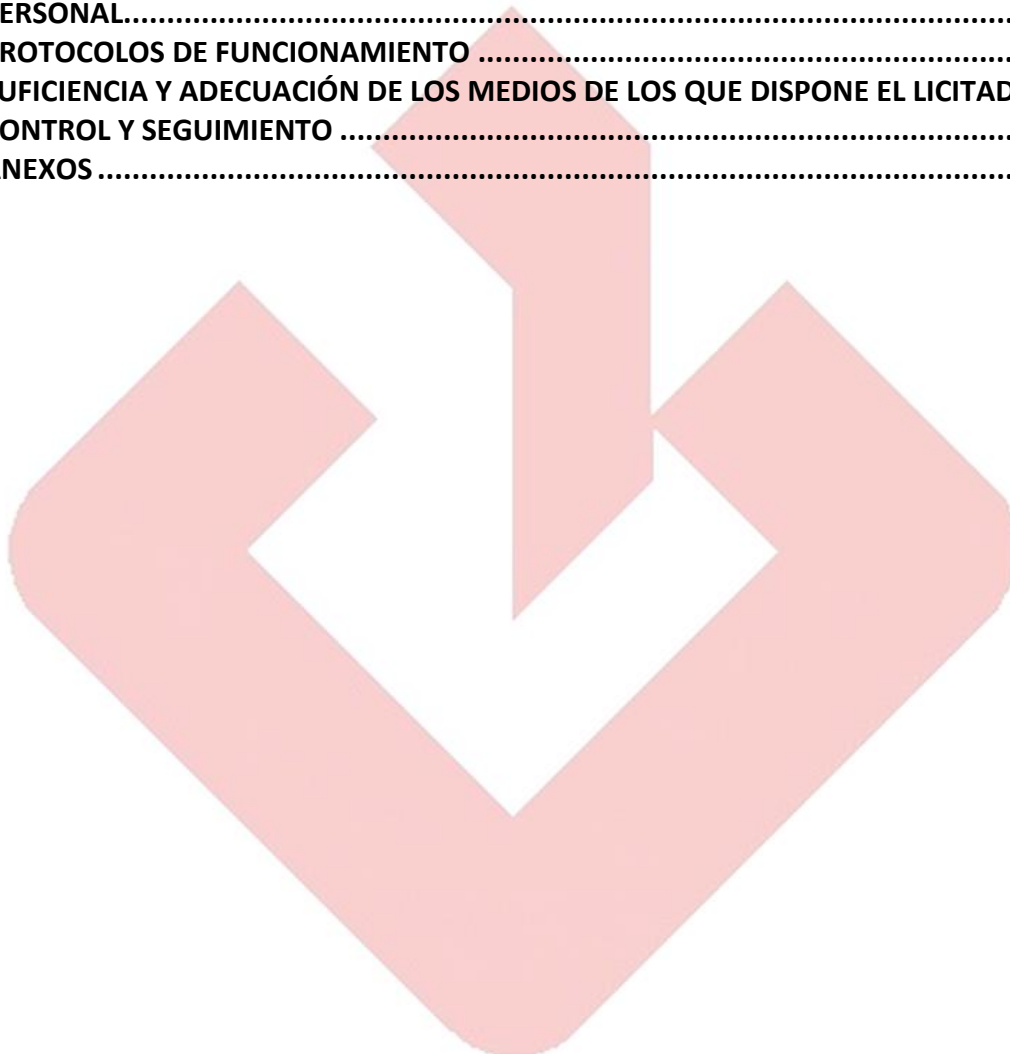 ERSONAL..........................................................................................................
ROTOCOLOS DE FUNCIONAMIENTO ..............................................................
UFICIENCIA Y ADECUACIÓN DE LOS MEDIOS DE LOS QUE DISPONE EL LICITAD
ONTROL Y SEGUIMIENTO ..............................................................................
NEXOS ..........................................................................................................